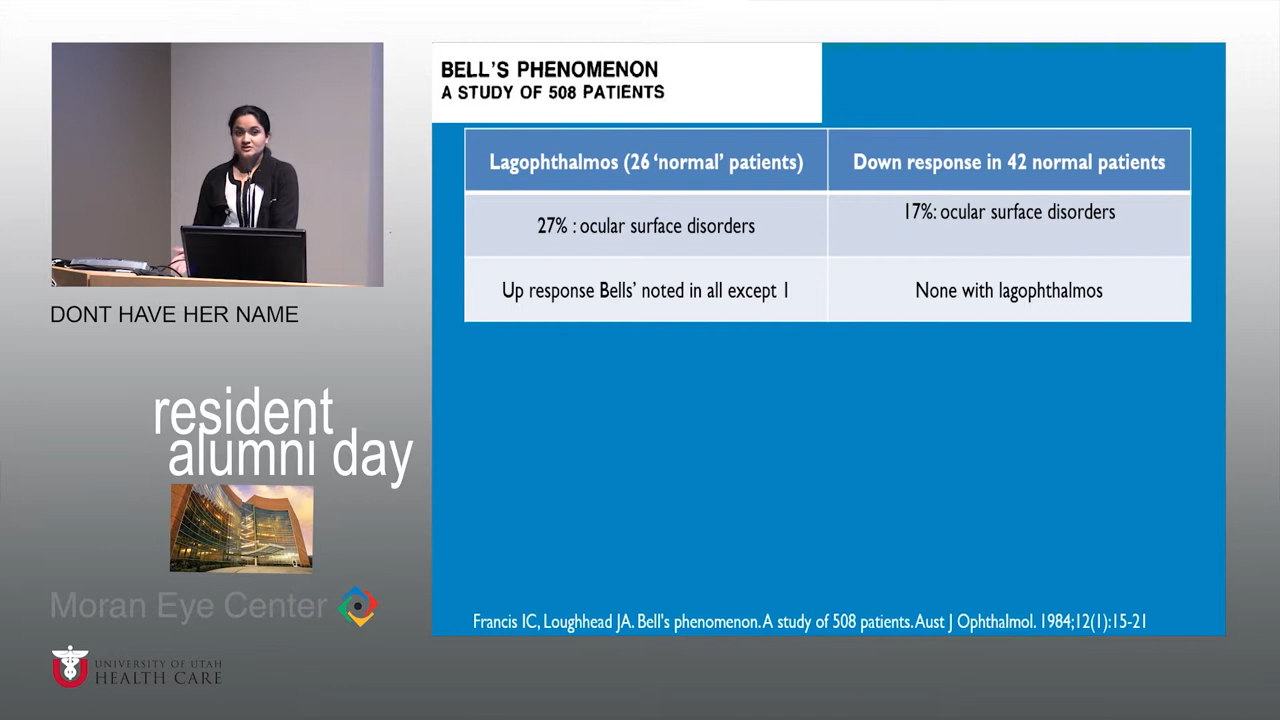 BELL'S PHENOMENON
A STUDY OF 508 PATIENTS
Lagophthalmos (26 'normal' patients)
Down response in 42 normal patients
27% : ocular surface disorders
17%: ocular surface disorders
Up response Bells' noted in all except 1
None with lagophthalmos
Francis IC, Loughhead JA. Bell's phenomenon. A study of 508 patients. Aust J Ophthalmol. 1984;12(1):15-21
DONT HAVE HER NAME
resident
alumni day
Moran Eye Center
UNIVERSITY OF UTAH
HEALTH CARE